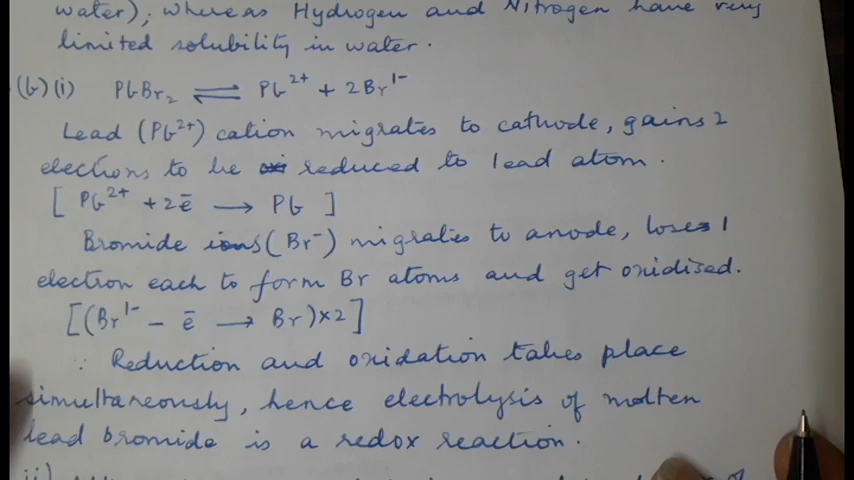 water); whereas Hydrogen and Nitrogen have very
limited solubility in water.
(b)(i) PbBr₂ ⇌ Pb²⁺ + 2Br¹⁻
Lead (Pb²⁺) cation migrates to cathode, gains 2
electrons to be reduced to lead atom.
[ Pb²⁺ + 2ē → Pb ]
Bromide ions (Br⁻) migrates to anode, loses 1
electron each to form Br atoms and get oxidised.
[(Br¹⁻ - ē → Br)×2]
∴ Reduction and oxidation takes place
simultaneously, hence electrolysis of molten
lead bromide is a redox reaction.
ii)